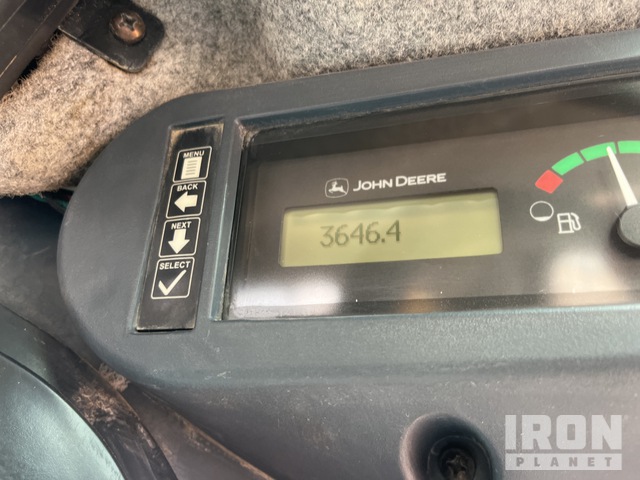 MENU
BACK
NEXT
SELECT
JOHN DEERE
3646.4
IRON
PLANET